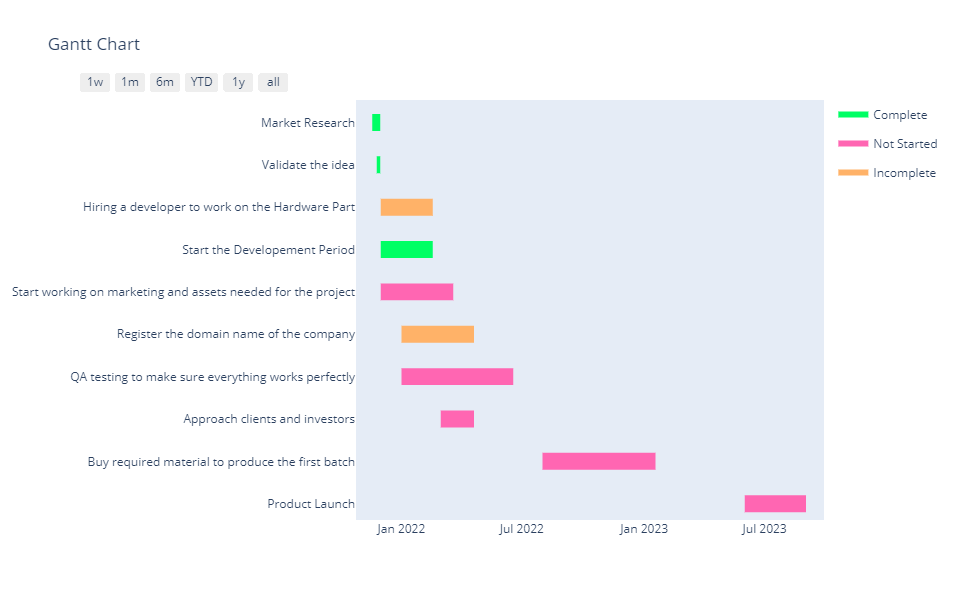 Gantt Chart
1w 1m 6m YTD 1y all
Market Research
Validate the idea
Hiring a developer to work on the Hardware Part
Start the Developement Period
Start working on marketing and assets needed for the project
Register the domain name of the company
QA testing to make sure everything works perfectly
Approach clients and investors
Buy required material to produce the first batch
Product Launch
Jan 2022 Jul 2022 Jan 2023 Jul 2023
Complete
Not Started
Incomplete